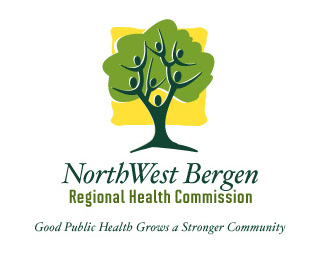 NorthWest Bergen
Regional Health Commission
Good Public Health Grows a Stronger Community